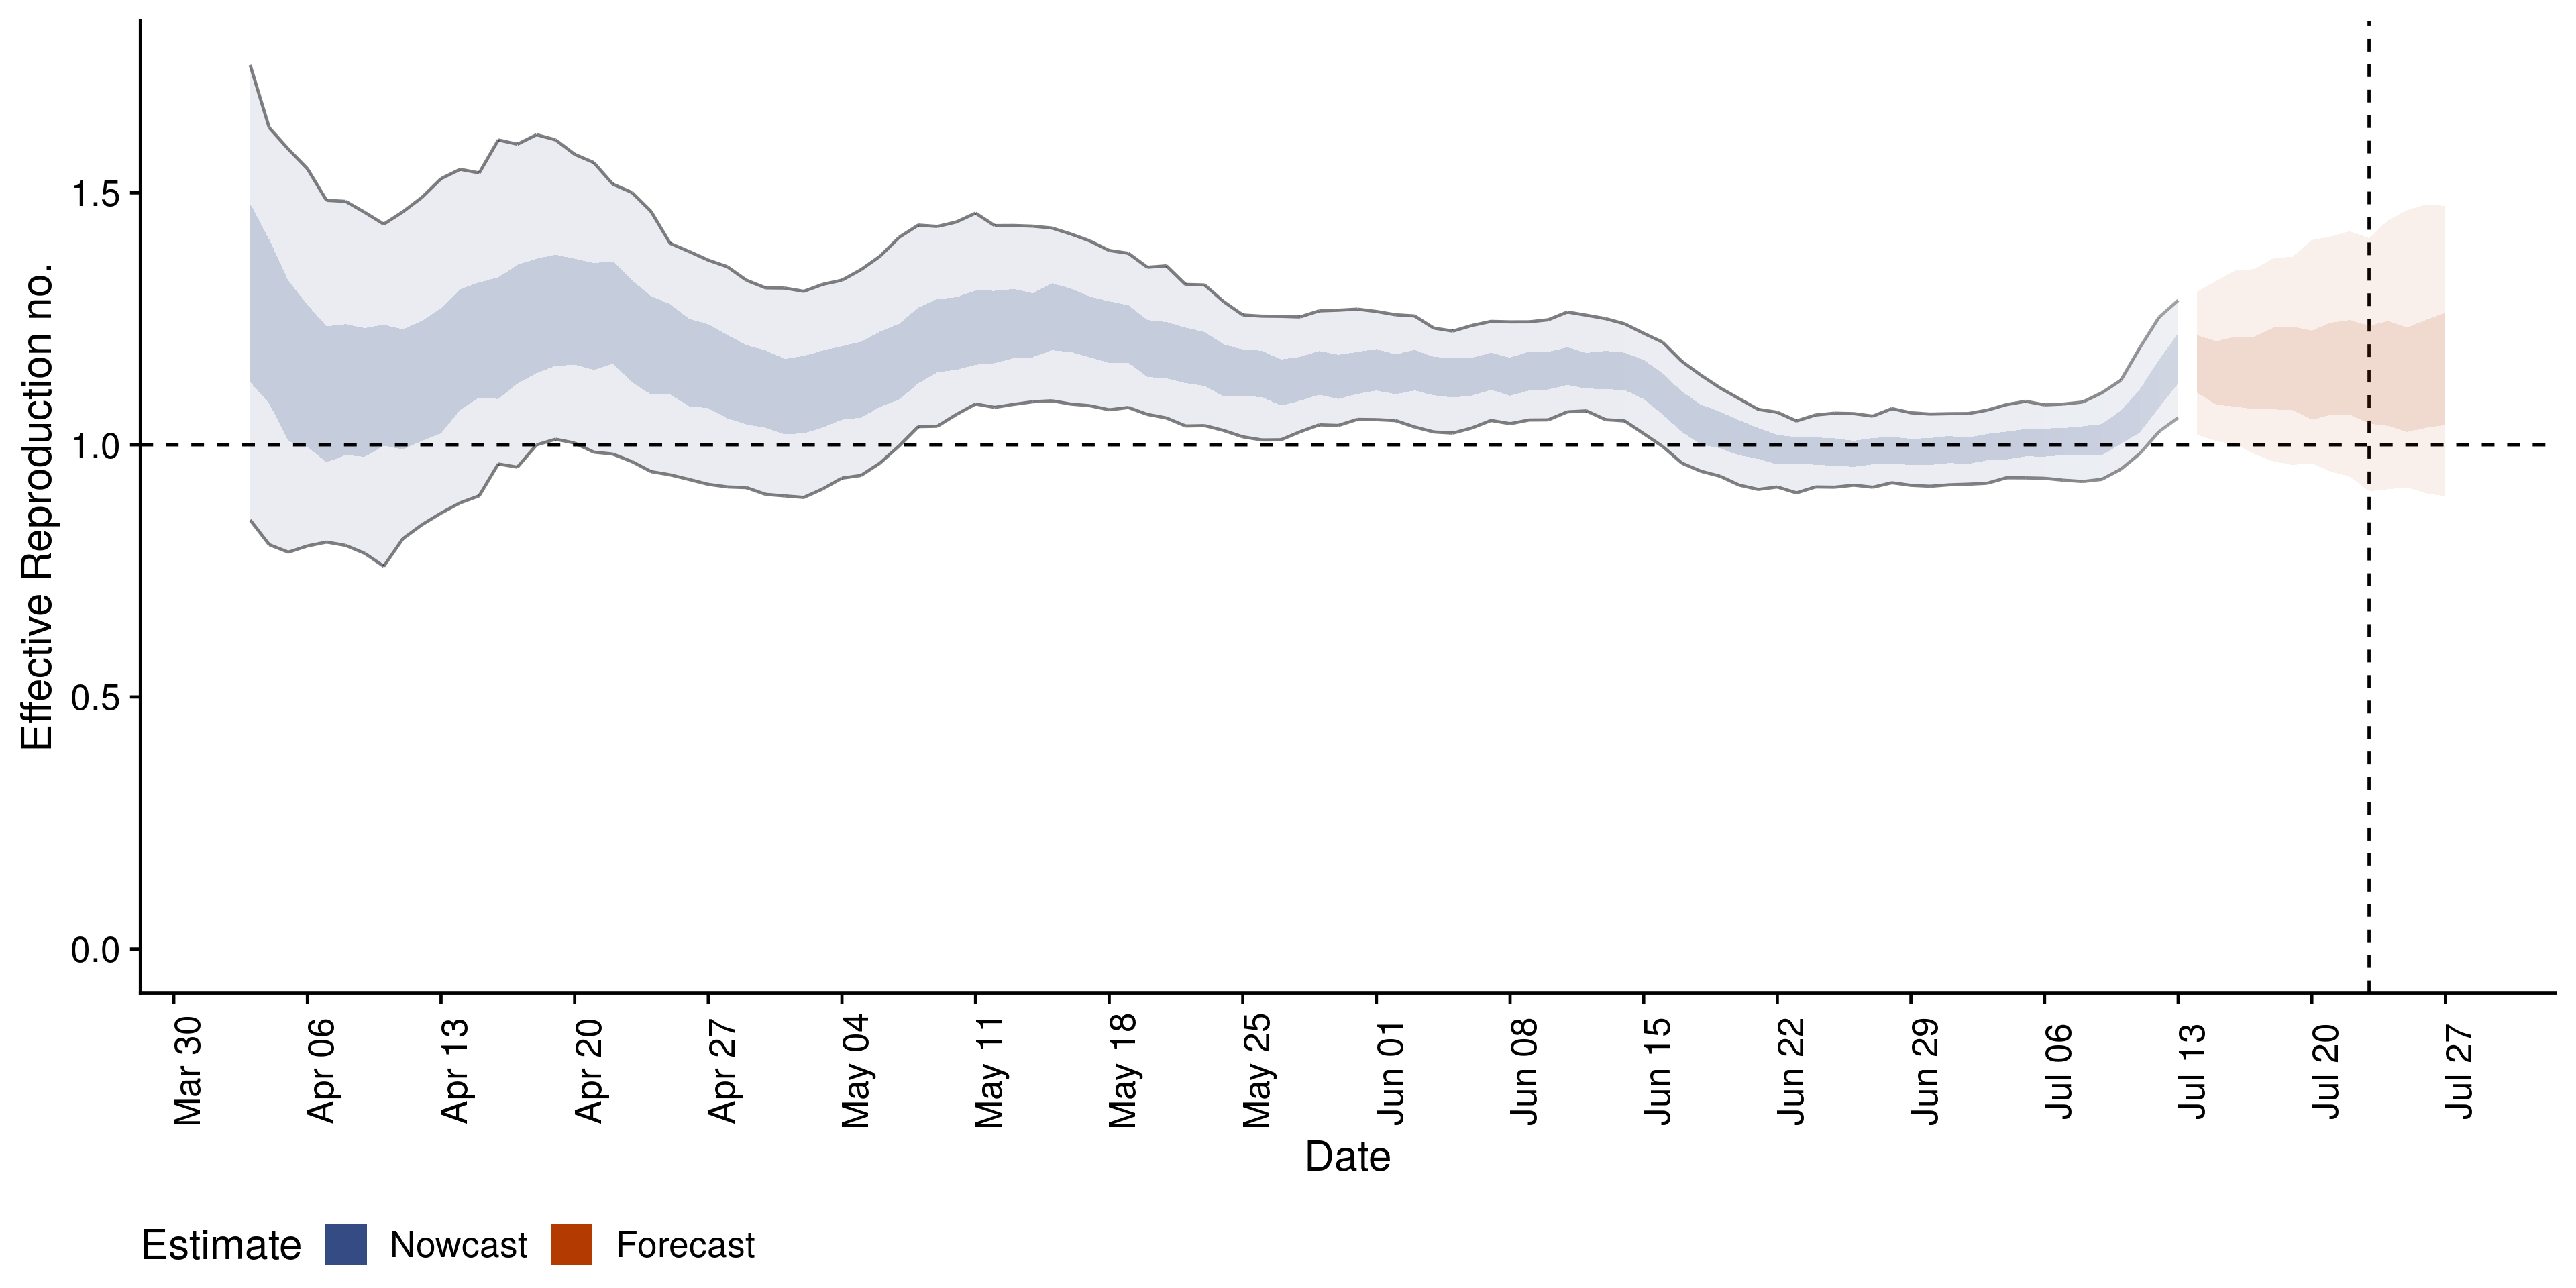 Effective Reproduction no.
1.5
1.0
0.5
0.0
Mar 30
Apr 06
Apr 13
Apr 20
Apr 27
May 04
May 11
May 18
May 25
Jun 01
Jun 08
Jun 15
Jun 22
Jun 29
Jul 06
Jul 13
Jul 20
Jul 27
Date
Estimate Nowcast Forecast